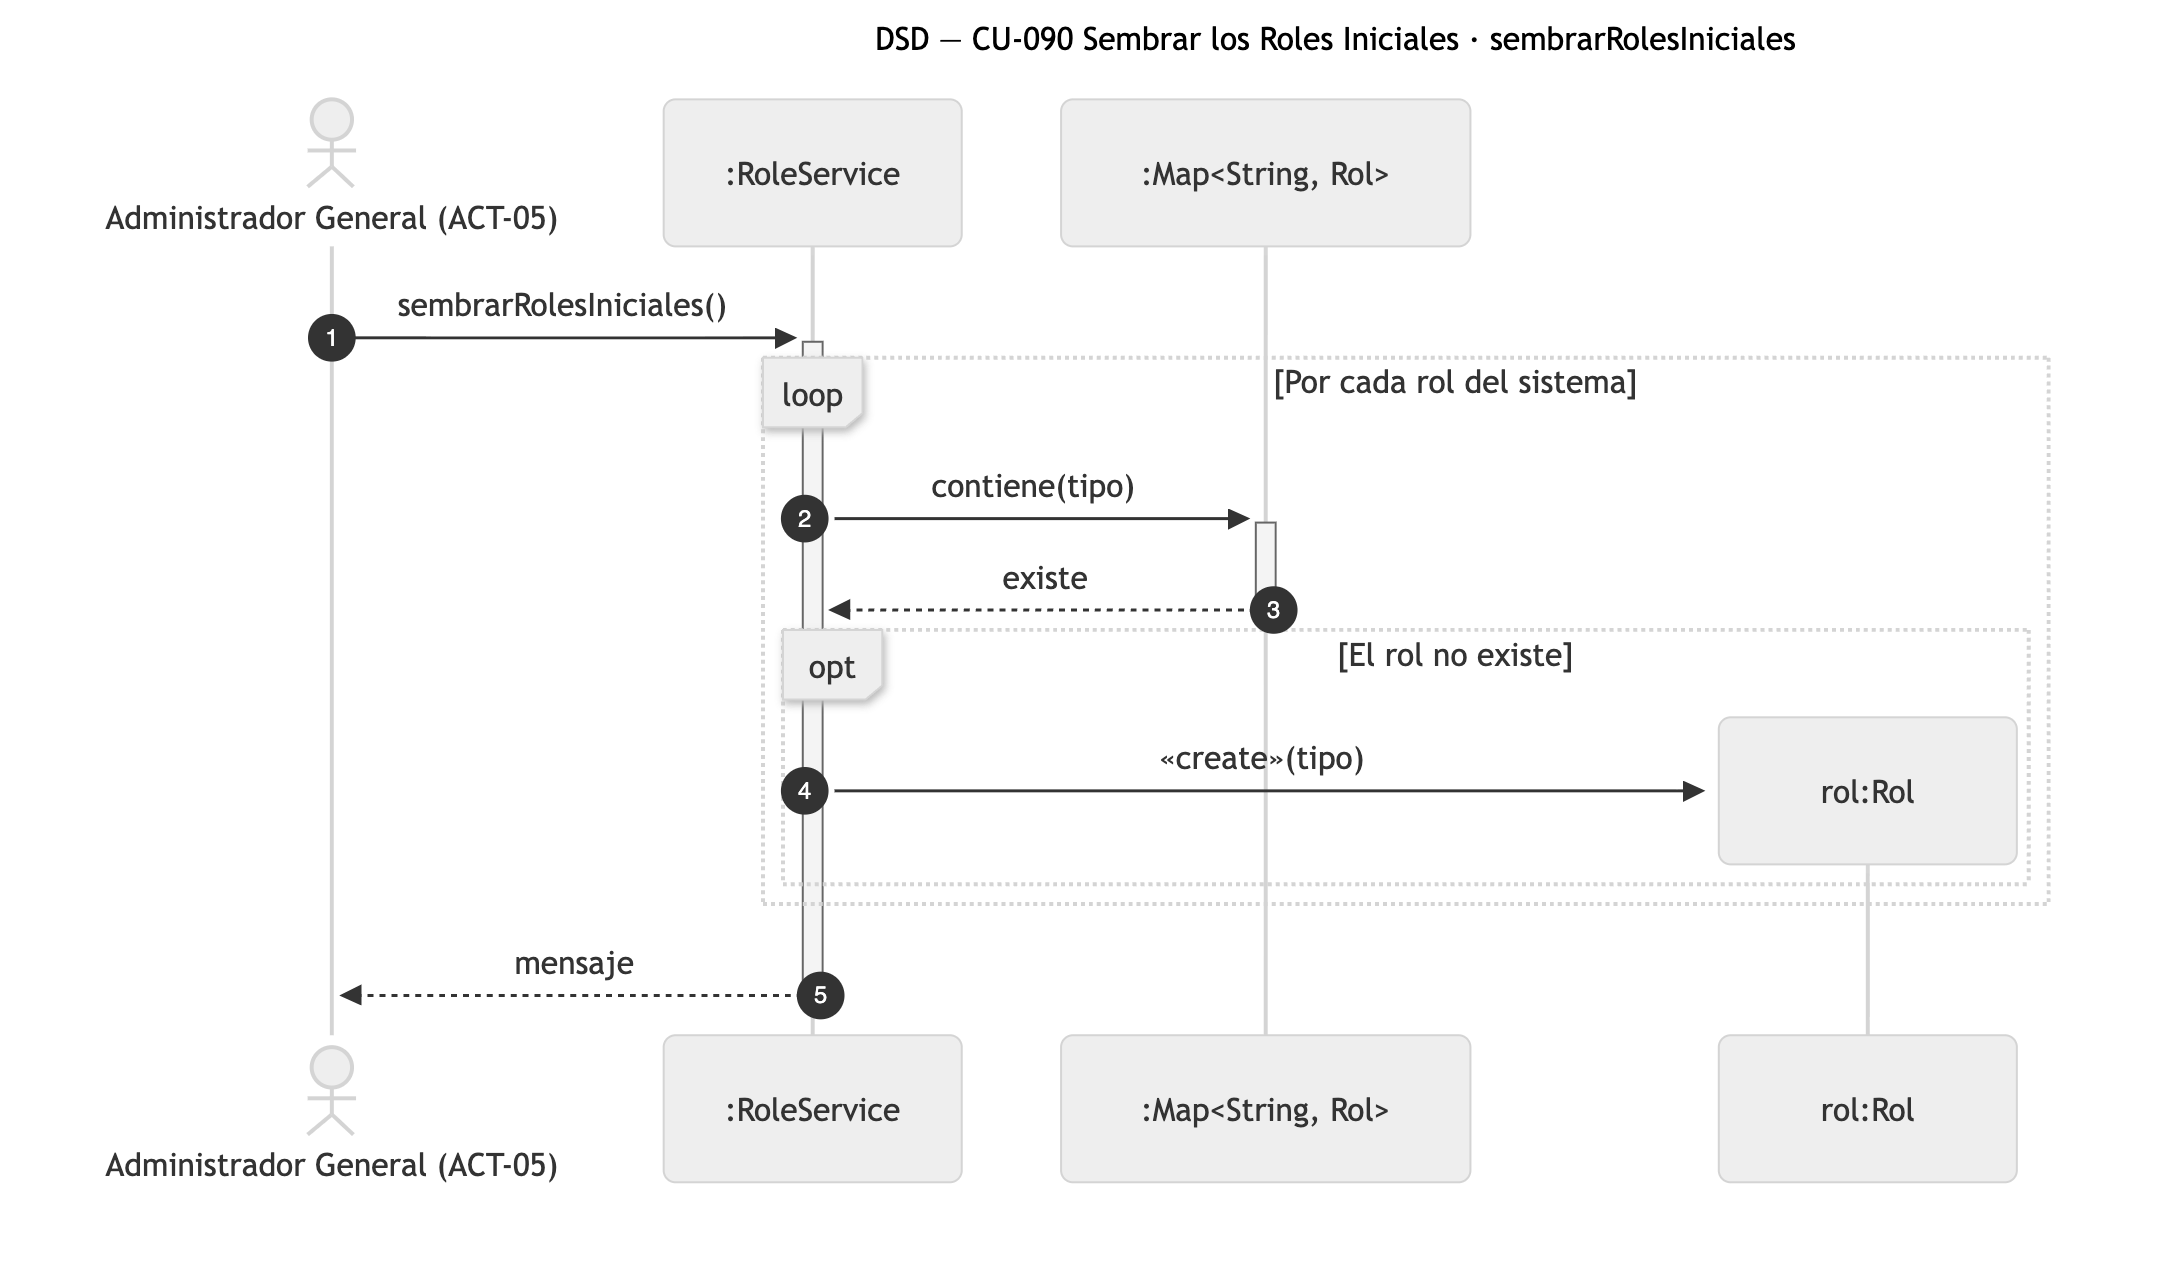 DSD — CU-090 Sembrar los Roles Iniciales · sembrarRolesIniciales
Administrador General (ACT-05)
:RoleService
:Map<String, Rol>
sembrarRolesIniciales()
1
loop
[Por cada rol del sistema]
contiene(tipo)
2
existe
3
opt
[El rol no existe]
«create»(tipo)
4
rol:Rol
mensaje
5
Administrador General (ACT-05)
:RoleService
:Map<String, Rol>
rol:Rol